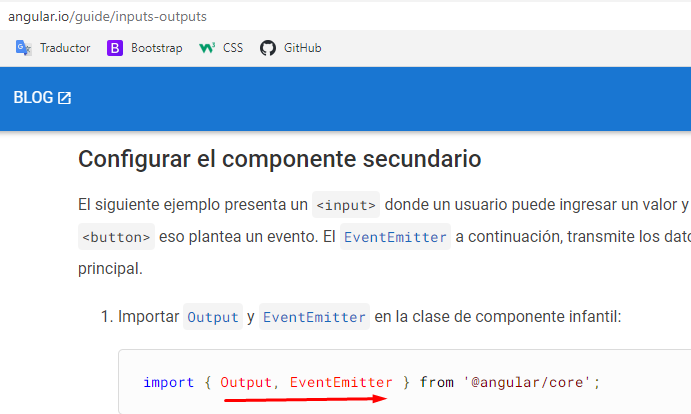 angular.io/guide/inputs-outputs
Traductor Bootstrap CSS GitHub
BLOG
Configurar el componente secundario
El siguiente ejemplo presenta un <input> donde un usuario puede ingresar un valor y
<button> eso plantea un evento. El EventEmitter a continuación, transmite los dato
principal.
1. Importar Output y EventEmitter en la clase de componente infantil:
import { Output, EventEmitter } from '@angular/core';